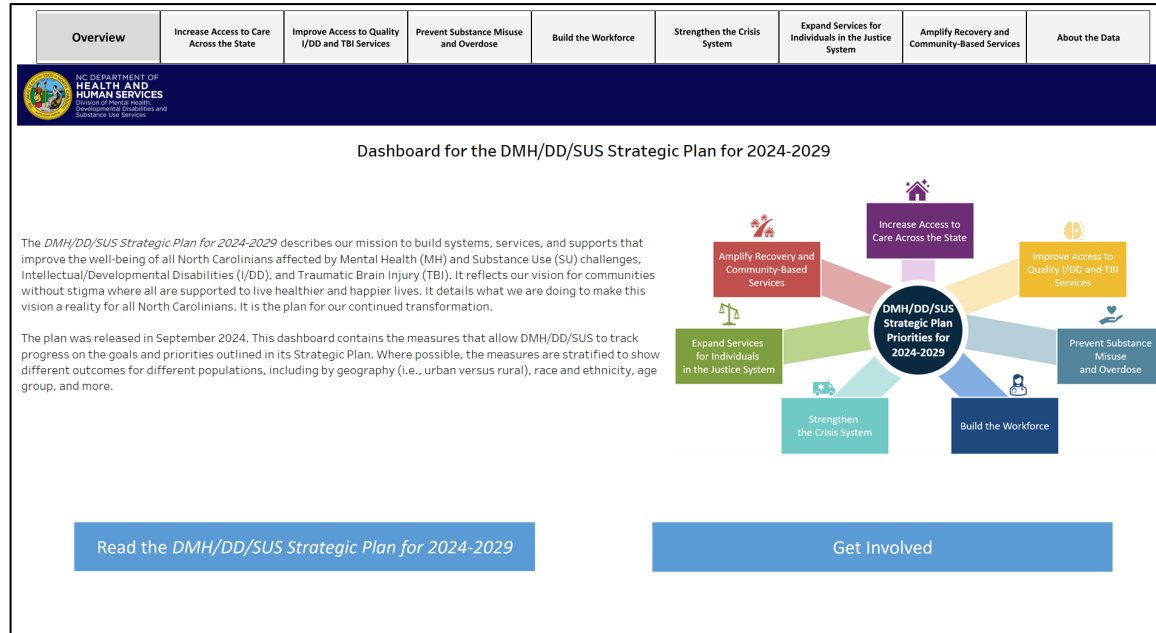 Overview
Increase Access to Care
Across the State
Improve Access to Quality
I/DD and TBI Services
Prevent Substance Misuse
and Overdose
Build the Workforce
Strengthen the Crisis
System
Expand Services for
Individuals in the Justice
System
Amplify Recovery and
Community-Based Services
About the Data
NC DEPARTMENT OF
HEALTH AND
HUMAN SERVICES
Division of Mental Health,
Developmental Disabilities and
Substance Use Services
Dashboard for the DMH/DD/SUS Strategic Plan for 2024-2029
The DMH/DD/SUS Strategic Plan for 2024-2029 describes our mission to build systems, services, and supports that
improve the well-being of all North Carolinians affected by Mental Health (MH) and Substance Use (SU) challenges,
Intellectual/Developmental Disabilities (I/DD), and Traumatic Brain Injury (TBI). It reflects our vision for communities
without stigma where all are supported to live healthier and happier lives. It details what we are doing to make this
vision a reality for all North Carolinians. It is the plan for our continued transformation.
The plan was released in September 2024. This dashboard contains the measures that allow DMH/DD/SUS to track
progress on the goals and priorities outlined in its Strategic Plan. Where possible, the measures are stratified to show
different outcomes for different populations, including by geography (i.e., urban versus rural), race and ethnicity, age
group, and more.
Increase Access to
Care Across the State
Amplify Recovery and
Community-Based
Services
Improve Access to
Quality I/DD and TBI
Services
DMH/DD/SUS
Strategic Plan
Priorities for
2024-2029
Expand Services
for Individuals
in the Justice System
Prevent Substance
Misuse
and Overdose
Strengthen
the Crisis System
Build the Workforce
Read the DMH/DD/SUS Strategic Plan for 2024-2029
Get Involved